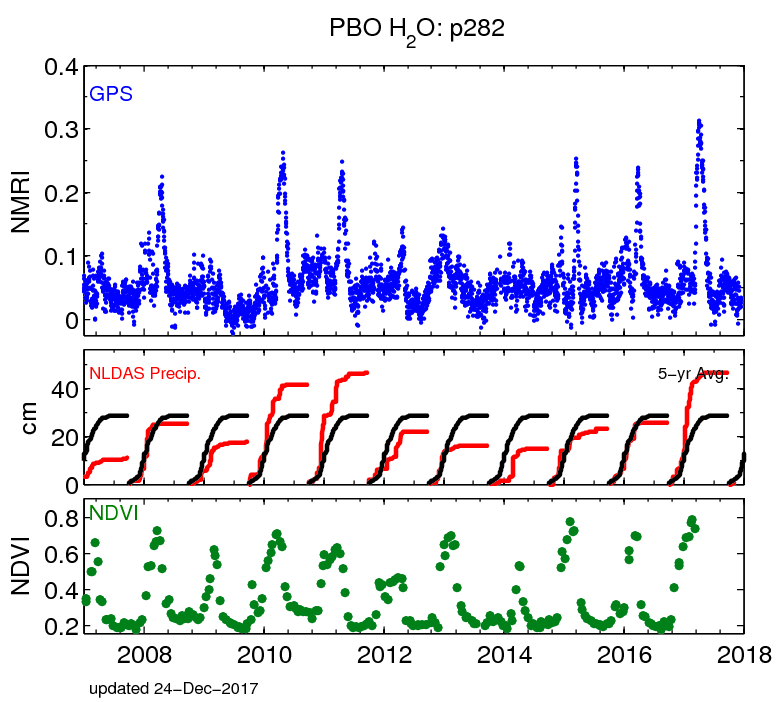 PBO H2O: p282
0.4
GPS
0.3
NMRI
0.2
0.1
0
NLDAS Precip.
5−yr Avg.
40
cm
20
0
NDVI
0.8
NDVI
0.6
0.4
0.2
2008 2010 2012 2014 2016 2018
updated 24−Dec−2017